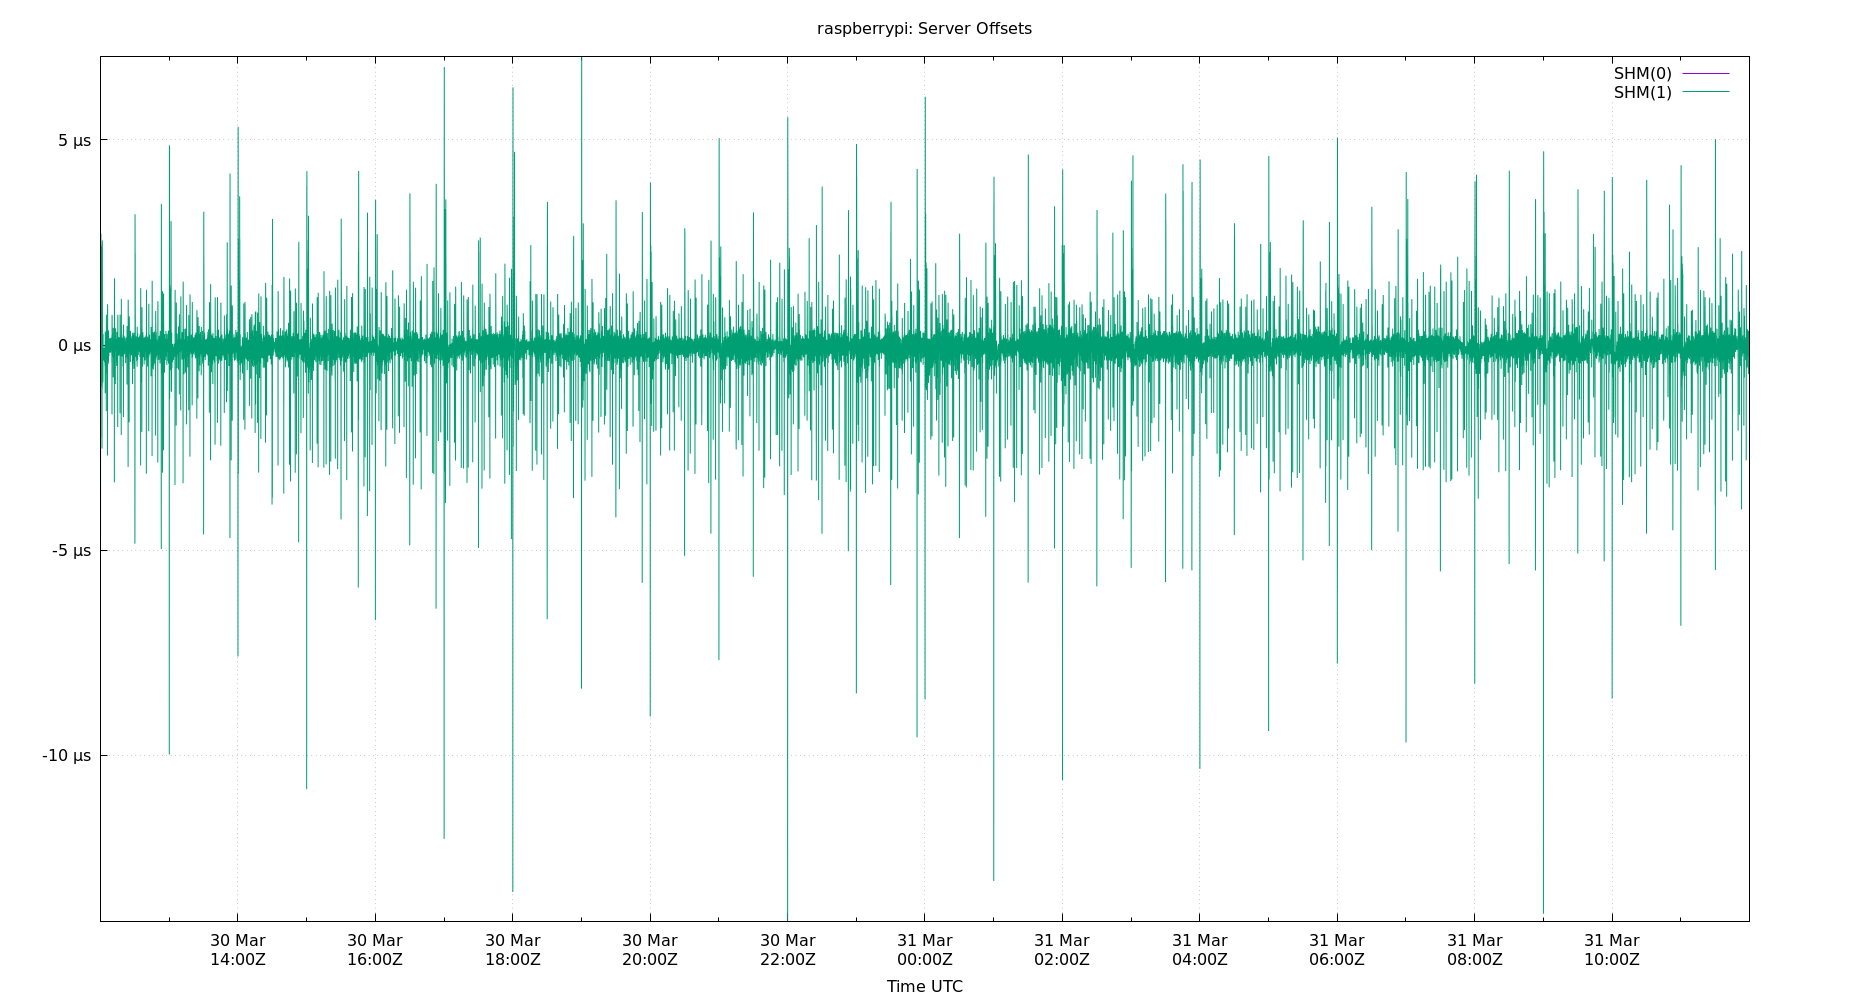 raspberrypi: Server Offsets
SHM(0)
SHM(1)
5 µs
0 µs
-5 µs
-10 µs
30 Mar 30 Mar 30 Mar 30 Mar 30 Mar 31 Mar 31 Mar 31 Mar 31 Mar 31 Mar 31 Mar
14:00Z 16:00Z 18:00Z 20:00Z 22:00Z 00:00Z 02:00Z 04:00Z 06:00Z 08:00Z 10:00Z
Time UTC